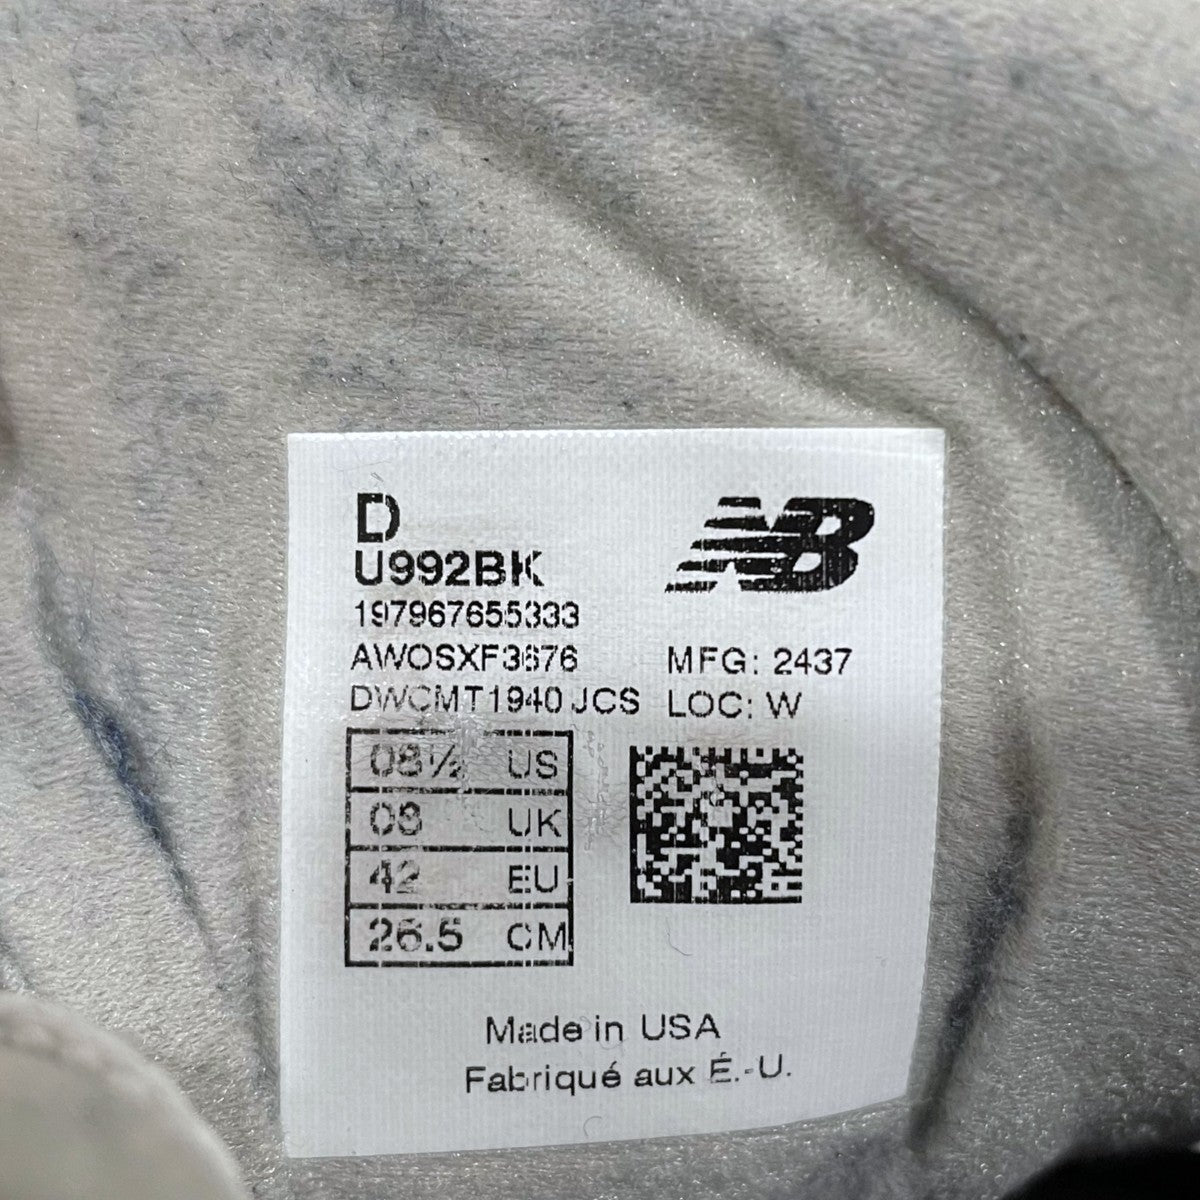 D
NB
U992BK
197967655333
AWOSXF3676
MFG: 2437
DWCMT1940 JCS
LOC: W
08½ US
08 UK
42 EU
26.5 CM
Made in USA
Fabriqué aux É.-U.